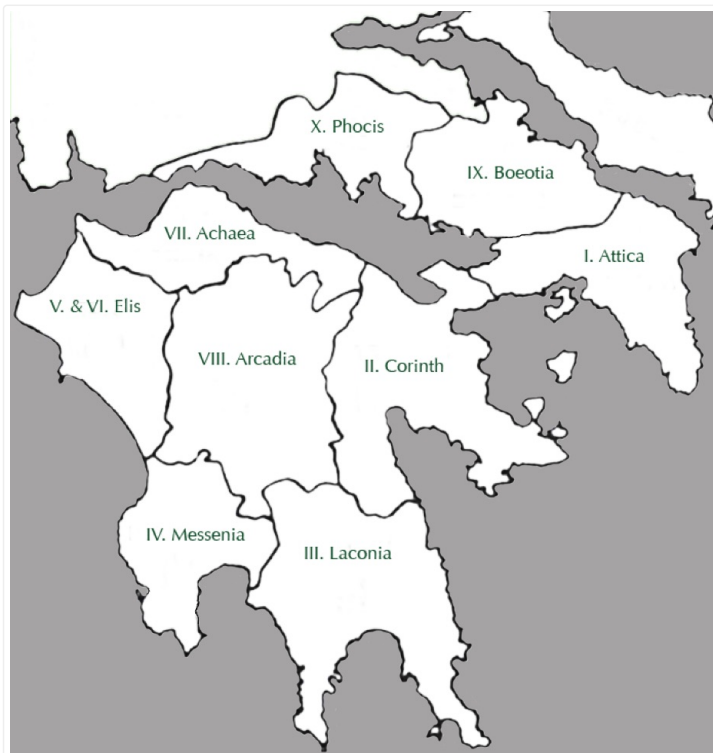 X. Phocis
IX. Boeotia
VII. Achaea
I. Attica
V. & VI. Elis
VIII. Arcadia
II. Corinth
IV. Messenia
III. Laconia